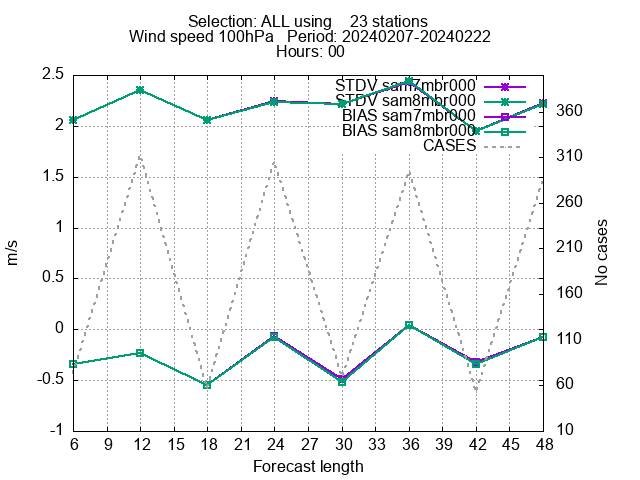 Selection: ALL using    23 stations
Wind speed 100hPa   Period: 20240207-20240222
Hours: 00
STDV sam7mbr000
STDV sam8mbr000
BIAS sam7mbr000
BIAS sam8mbr000
CASES
2.5
2
1.5
1
0.5
0
-0.5
-1
m/s
360
310
260
210
160
110
60
10
No cases
6 9 12 15 18 21 24 27 30 33 36 39 42 45 48
Forecast length